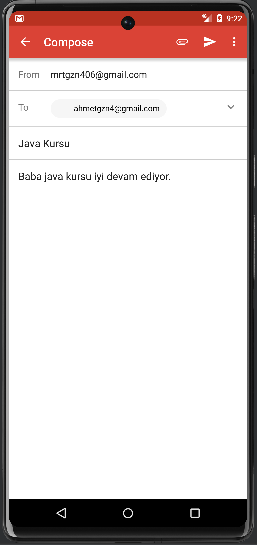 9:22
Compose
From mrtgzn406@gmail.com
To ahmetgzn4@gmail.com
Java Kursu
Baba java kursu iyi devam ediyor.